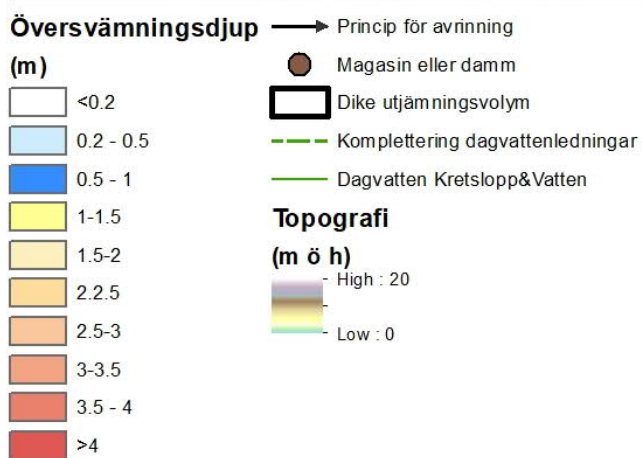 Översvämningsdjup
(m)
<0.2
0.2 - 0.5
0.5 - 1
1-1.5
1.5-2
2.2.5
2.5-3
3-3.5
3.5 - 4
>4
Princip för avrinning
Magasin eller damm
Dike utjämningsvolym
Komplettering dagvattenledningar
Dagvatten Kretslopp&Vatten
Topografi
(m ö h)
High : 20
Low : 0